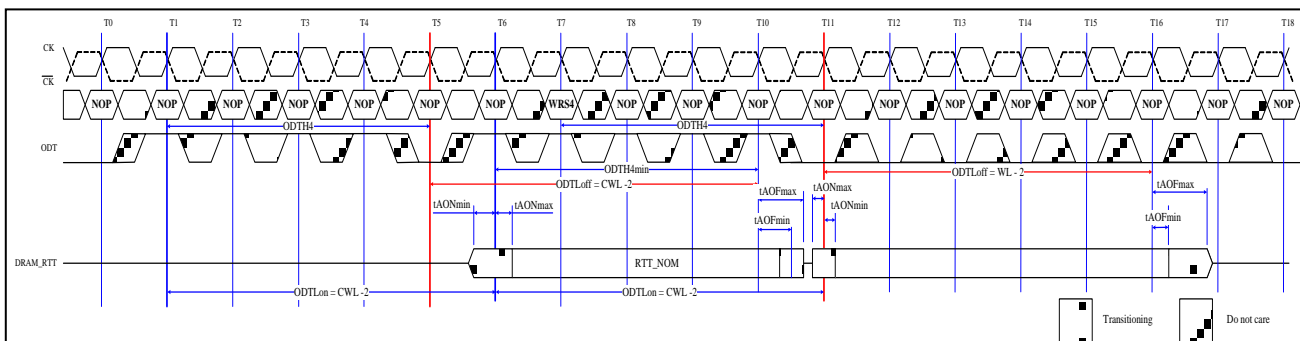 T0 T1 T2 T3 T4 T5 T6 T7 T8 T9 T10 T11 T12 T13 T14 T15 T16 T17 T18
CK
CK
NOP NOP NOP NOP NOP NOP NOP WRS4 NOP NOP NOP NOP NOP NOP NOP NOP NOP NOP NOP
ODTH4 ODTH4
ODT
ODTH4min ODTLoff = WL - 2
ODTLoff = CWL -2 tAONmax tAOFmax
tAOFmax
tAONmin tAONmax tAONmin
tAOFmin tAOFmin
DRAM_RTT RTT_NOM
ODTLon = CWL -2 ODTLon = CWL -2
Transitioning Do not care